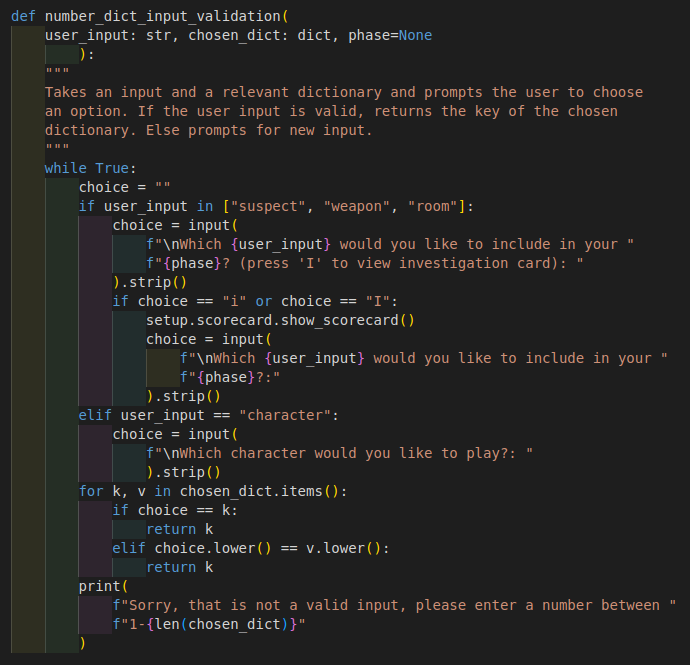 def number_dict_input_validation(
    user_input: str, chosen_dict: dict, phase=None
        ):
    """
    Takes an input and a relevant dictionary and prompts the user to choose
    an option. If the user input is valid, returns the key of the chosen
    dictionary. Else prompts for new input.
    """
    while True:
        choice = ""
        if user_input in ["suspect", "weapon", "room"]:
            choice = input(
                f"\nWhich {user_input} would you like to include in your "
                f"{phase}? (press 'I' to view investigation card): "
            ).strip()
            if choice == "i" or choice == "I":
                setup.scorecard.show_scorecard()
                choice = input(
                    f"\nWhich {user_input} would you like to include in your "
                    f"{phase}?:"
                ).strip()
        elif user_input == "character":
            choice = input(
                f"\nWhich character would you like to play?: "
                ).strip()
        for k, v in chosen_dict.items():
            if choice == k:
                return k
            elif choice.lower() == v.lower():
                return k
        print(
            f"Sorry, that is not a valid input, please enter a number between "
            f"1-{len(chosen_dict)}"
        )